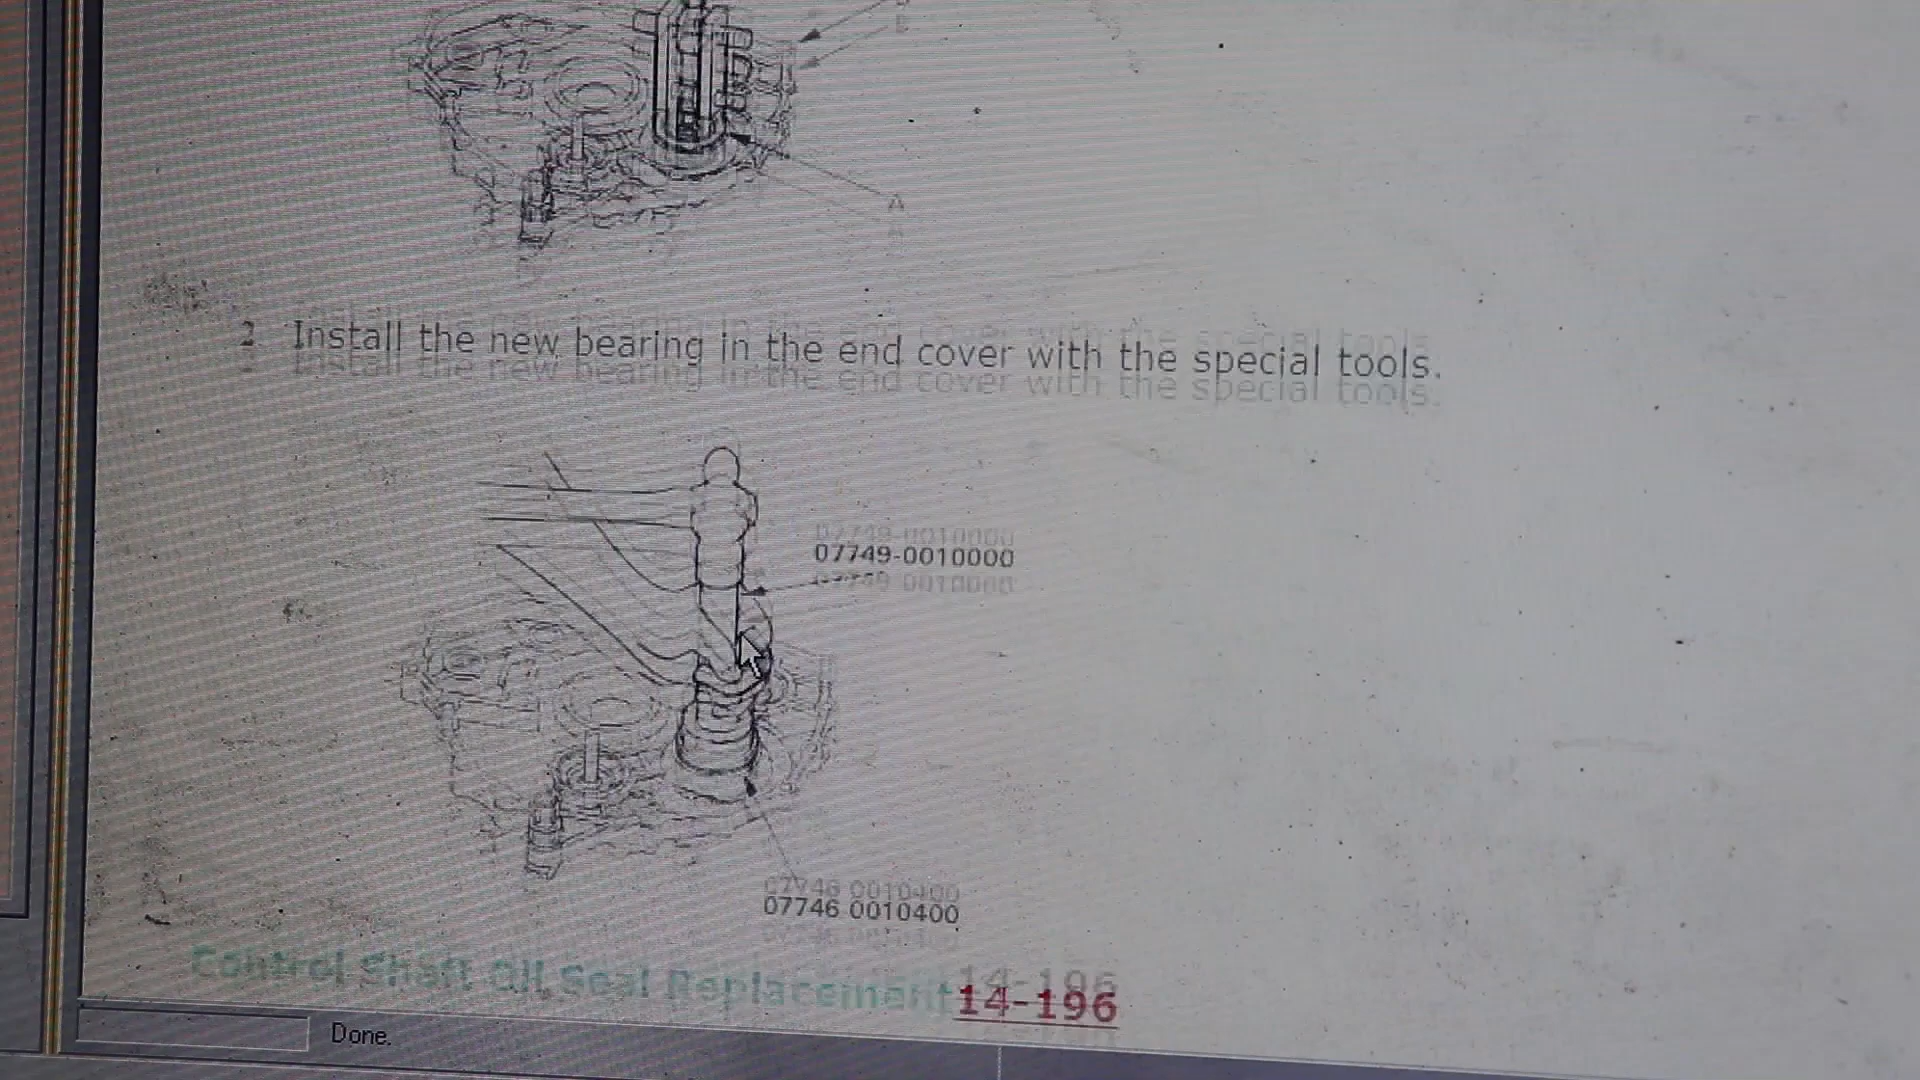 B
A
2 Install the new bearing in the end cover with the special tools.
07749-0010000
07746 0010400
Control Shaft Oil Seal Replacement 14-196
Done.